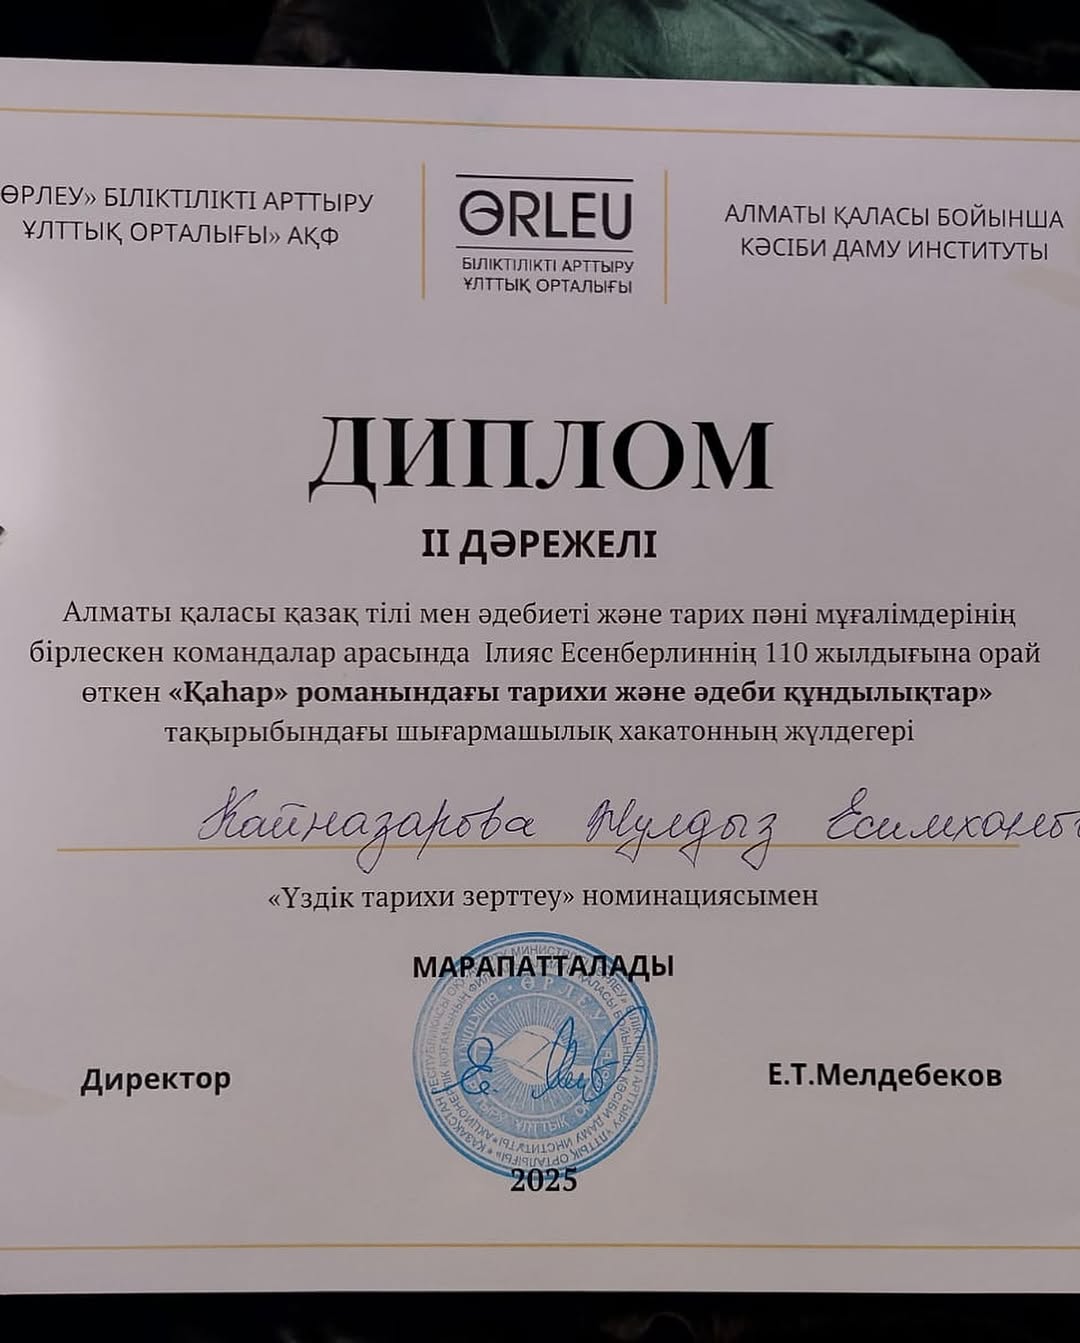 ӨРЛЕУ» БІЛІКТІЛІКТІ АРТТЫРУ
ҰЛТТЫҚ ОРТАЛЫҒЫ» АҚФ
ӨRLEU
БІЛІКТІЛІКТІ АРТТЫРУ
ҰЛТТЫҚ ОРТАЛЫҒЫ
АЛМАТЫ ҚАЛАСЫ БОЙЫНША
КӘСІБИ ДАМУ ИНСТИТУТЫ
ДИПЛОМ
II ДӘРЕЖЕЛІ
Алматы қаласы қазақ тілі мен әдебиеті және тарих пәні мұғалімдерінің
бірлескен командалар арасында Ілияс Есенберлиннің 110 жылдығына орай
өткен «Қаһар» романындағы тарихи және әдеби құндылықтар»
тақырыбындағы шығармашылық хакатонның жүлдегері
Кайназарова Жулдыз Есимханов
«Үздік тарихи зерттеу» номинациясымен
МАРАПАТТАЛАДЫ
ӨРЛЕУ
Директор
Е.Т.Мелдебеков
2025